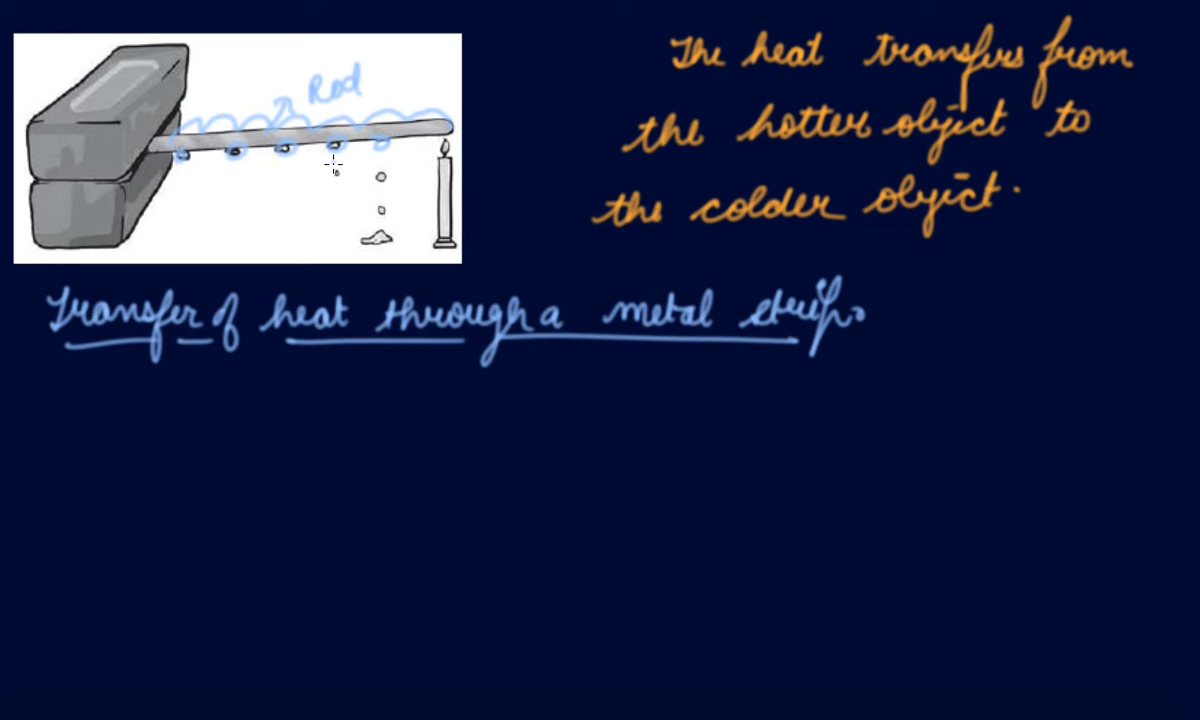 Rod
The heat transfers from
the hotter object to
the colder object.
Transfer of heat through a metal strip.